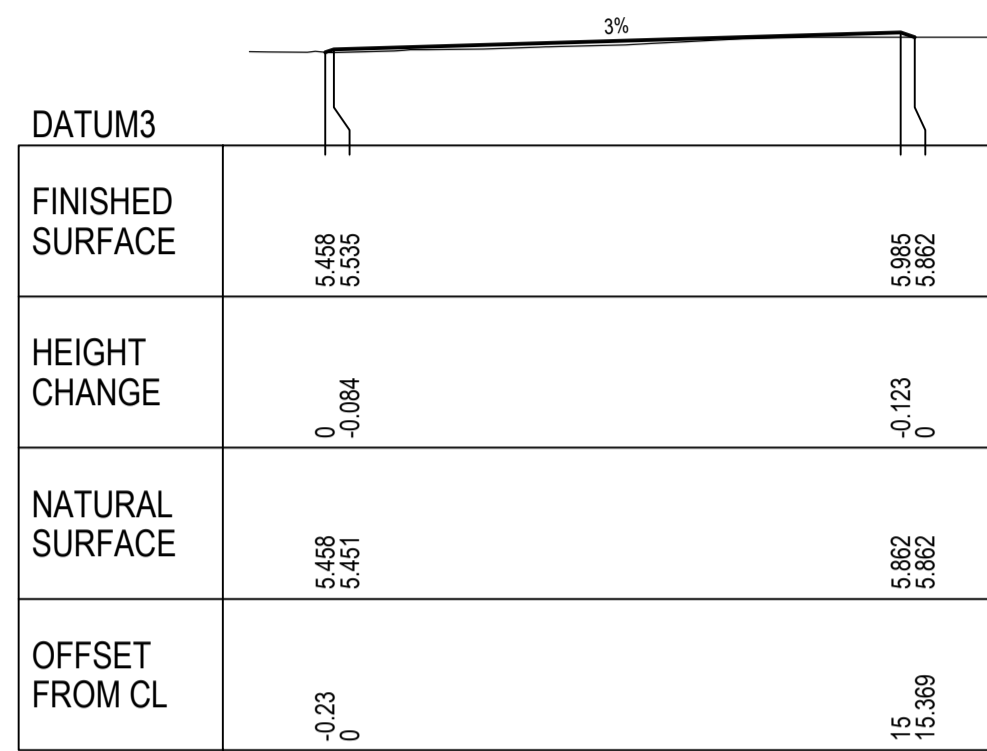 3%
DATUM3
FINISHED
SURFACE
5.458
5.535
5.985
5.862
HEIGHT
CHANGE
0
-0.084
-0.123
0
NATURAL
SURFACE
5.458
5.451
5.862
5.862
OFFSET
FROM CL
-0.23
0
15
15.369